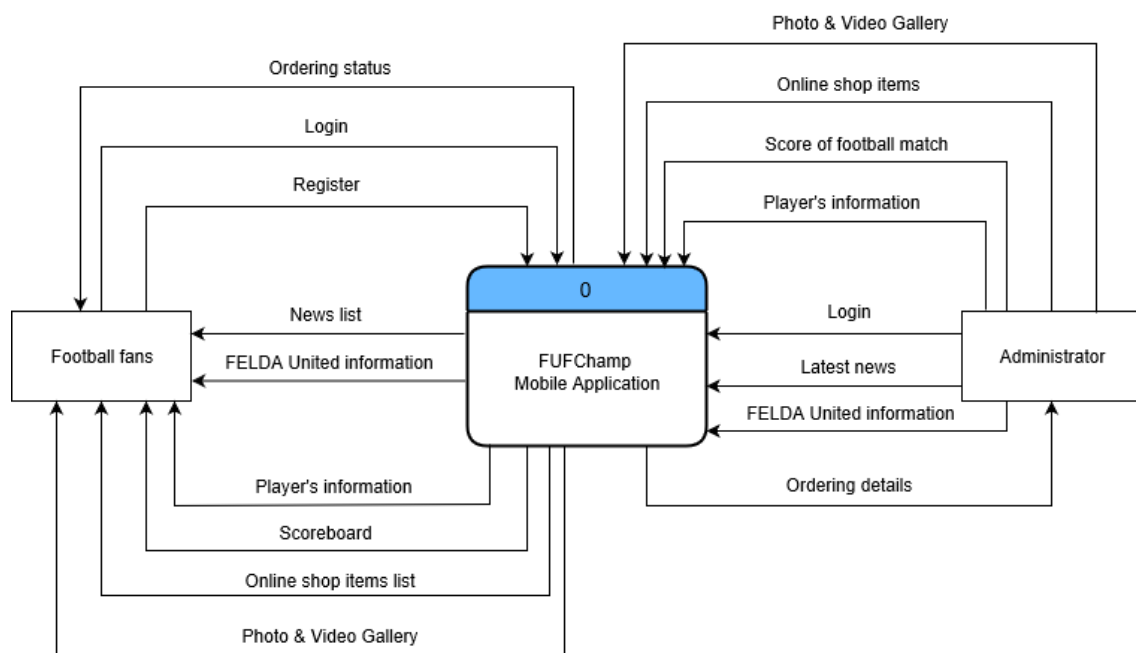 Photo & Video Gallery
Ordering status
Online shop items
Login
Score of football match
Register
Player's information
0
News list
Login
Football fans
FELDA United information
FUFChamp
Mobile Application
Latest news
Administrator
FELDA United information
Player's information
Ordering details
Scoreboard
Online shop items list
Photo & Video Gallery